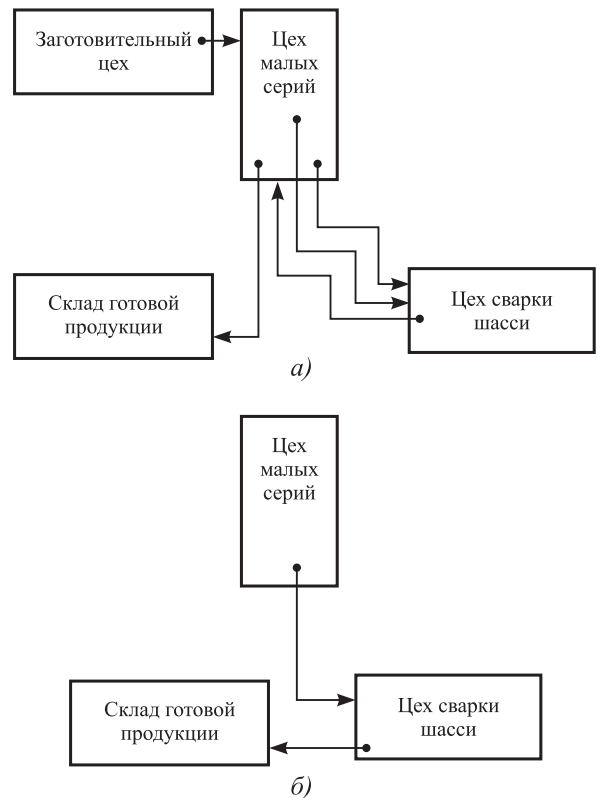 Заготовительный
цех
Цех
малых
серий
Склад готовой
продукции
Цех сварки
шасси
а)
Цех
малых
серий
Склад готовой
продукции
Цех сварки
шасси
б)